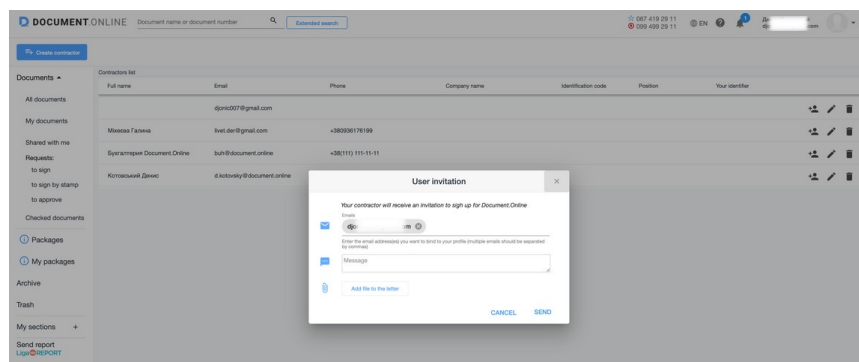 DOCUMENT.ONLINE
Document name or document number
Extended search
067 419 29 11
099 499 29 11
EN
1
Create contractor
Documents
All documents
My documents
Shared with me
Requests:
to sign
to sign by stamp
to approve
Checked documents
Packages
My packages
Archive
Trash
My sections +
Send report
Liga REPORT
Contractors list
Full name Email Phone Company name Identification code Position Your identifier
djonic007@gmail.com
Міхеєва Галина livet.der@gmail.com +380936176199
Бухгалтерия Document.Online buh@document.online +38(111) 111-11-11
Котовський Денис d.kotovsky@document.online
User invitation
Your contractor will receive an invitation to sigh up for Document.Online
Emails
Enter the email address(es) you want to bind to your profile (multiple emails should be separated
by commas)
Message
Add file to the letter
CANCEL SEND